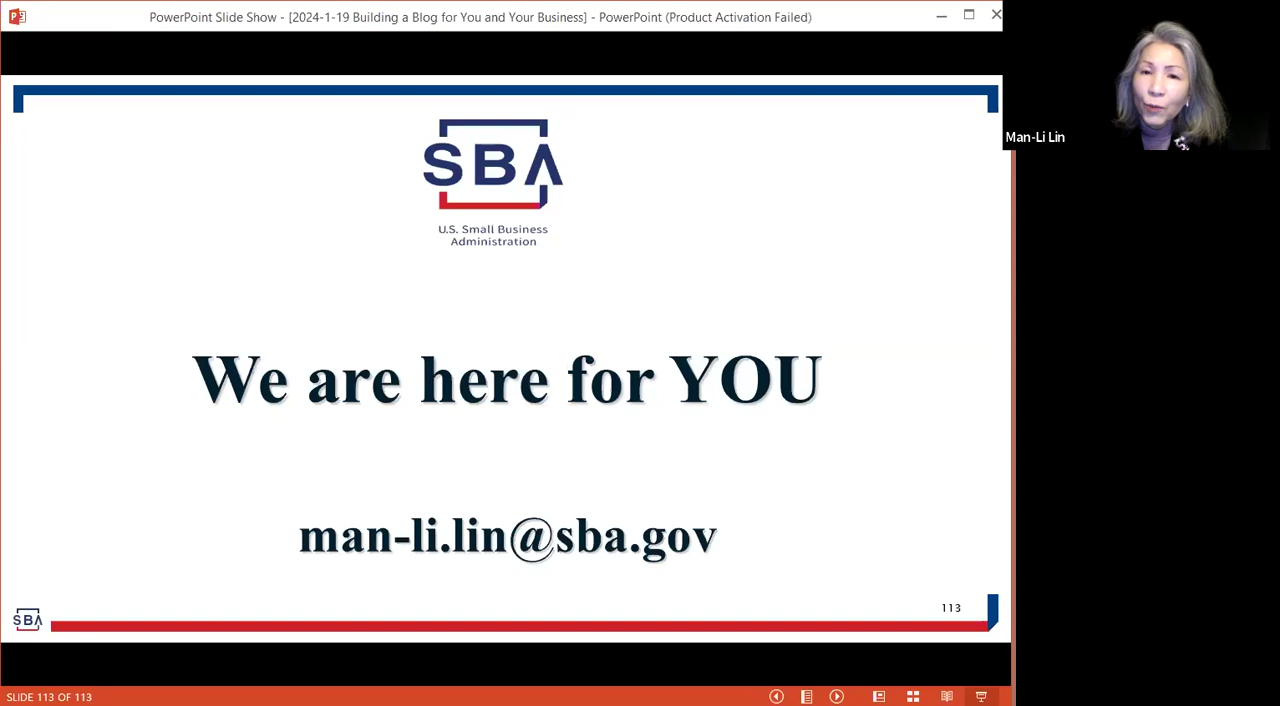 PowerPoint Slide Show - [2024-1-19 Building a Blog for You and Your Business] - PowerPoint (Product Activation Failed)
Man-Li Lin
SBA
U.S. Small Business
Administration
We are here for YOU
man-li.lin@sba.gov
113
SBA
SLIDE 113 OF 113